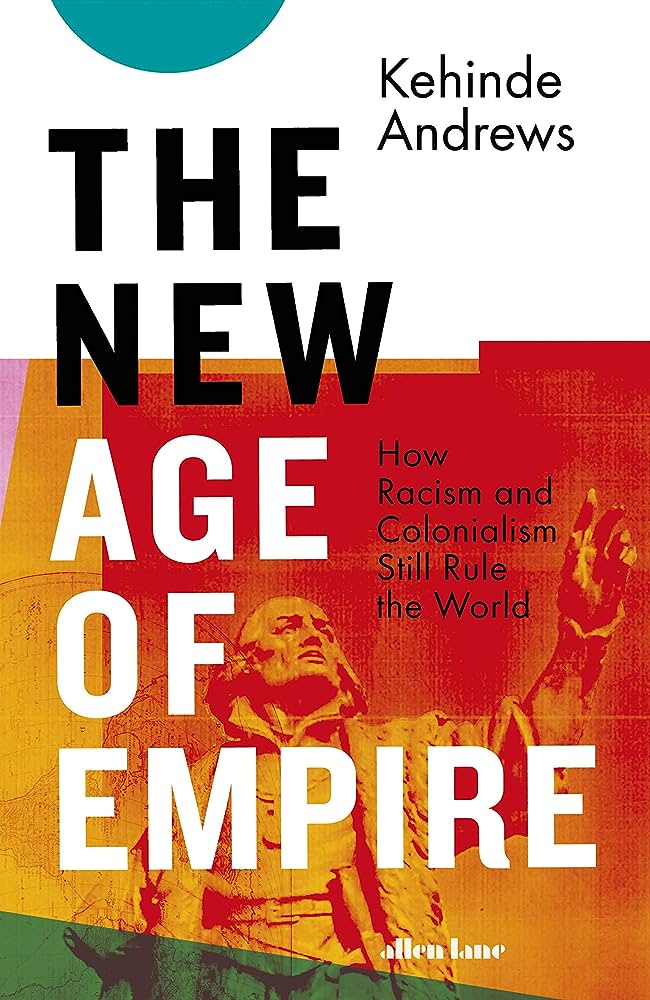 Kehinde
Andrews
THE
NEW
AGE
OF
EMPIRE
How
Racism and
Colonialism
Still Rule
the World
allen lane